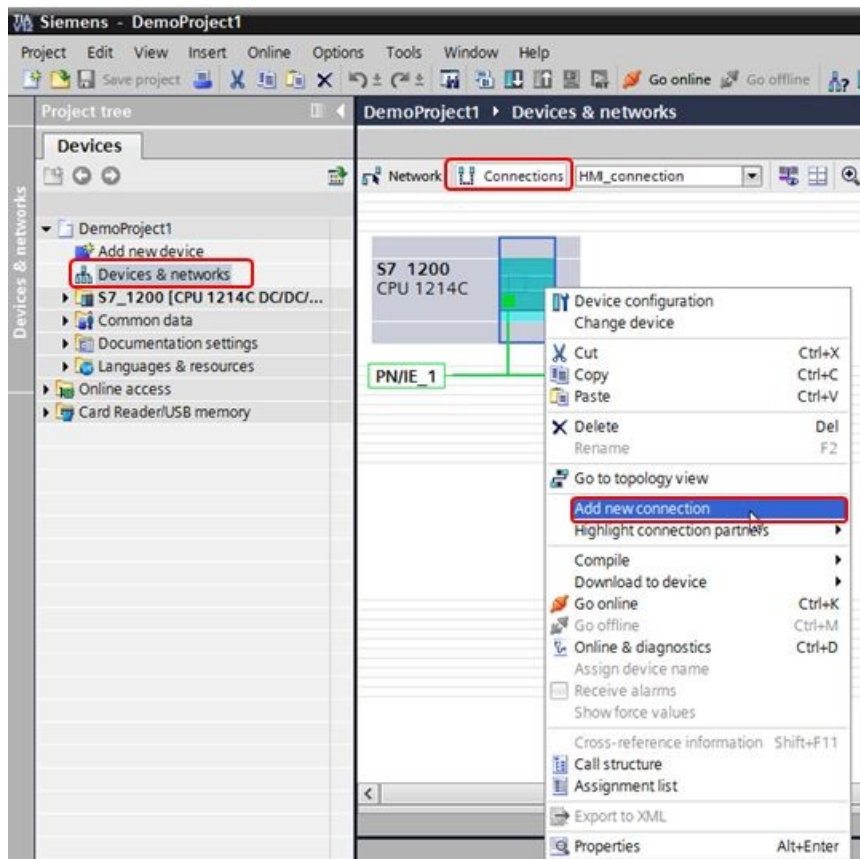 Siemens - DemoProject1
Project Edit View Insert Online Options Tools Window Help
Save project Go online Go offline
Project tree
DemoProject1 Devices & networks
Devices
Network Connections HMI_connection
Devices & networks
DemoProject1
Add new device
Devices & networks
S7_1200 [CPU 1214C DC/DC/...
Common data
Documentation settings
Languages & resources
Online access
Card Reader/USB memory
S7 1200
CPU 1214C
PN/IE_1
Device configuration
Change device
Cut Ctrl+X
Copy Ctrl+C
Paste Ctrl+V
Delete Del
Rename F2
Go to topology view
Add new connection
Highlight connection partners
Compile
Download to device
Go online Ctrl+K
Go offline Ctrl+M
Online & diagnostics Ctrl+D
Assign device name
Receive alarms
Show force values
Cross-reference information Shift+F11
Call structure
Assignment list
Export to XML
Properties Alt+Enter